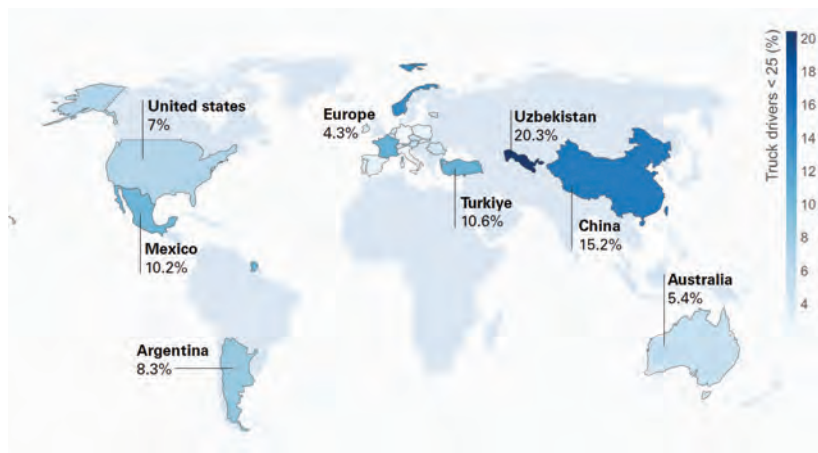 United states
7%
Europe
4.3%
Uzbekistan
20.3%
Turkiye
10.6%
China
15.2%
Mexico
10.2%
Australia
5.4%
Argentina
8.3%
Truck drivers < 25 (%)
20
18
16
14
12
10
8
6
4